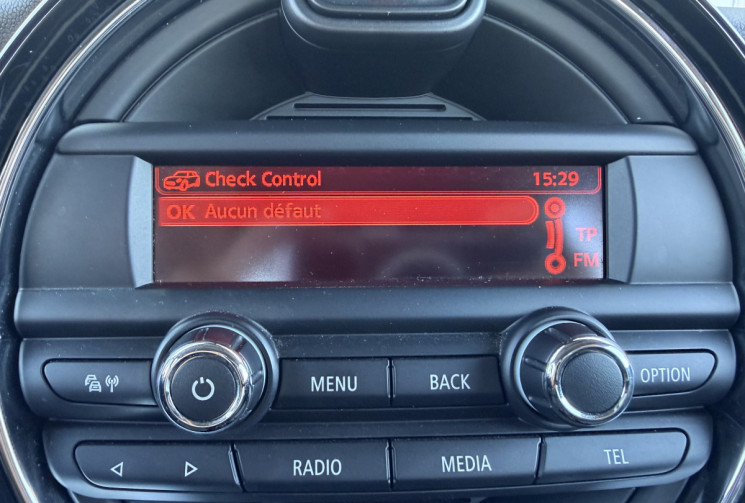 Check Control 15:29
OK Aucun défaut
TP
FM
MENU BACK OPTION
RADIO MEDIA TEL